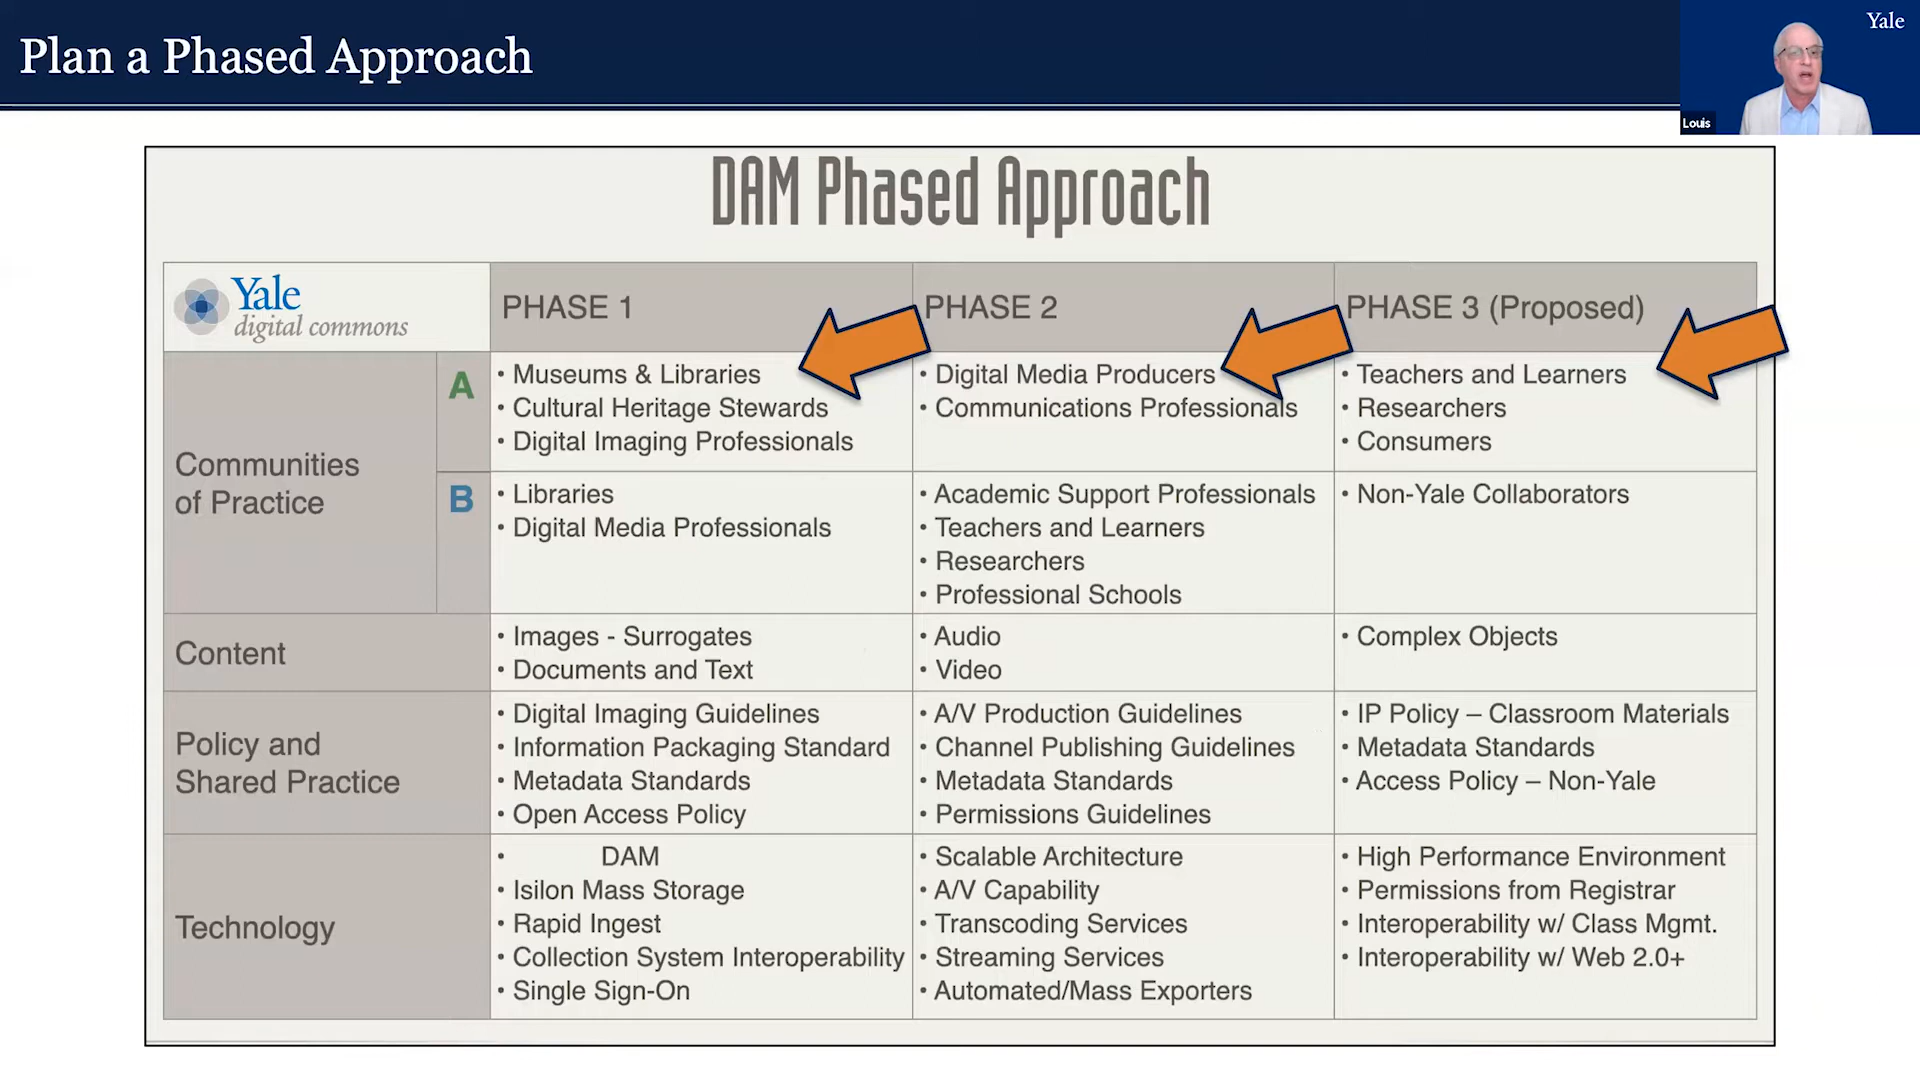 Plan a Phased Approach
Yale
Louis
DAM Phased Approach
Yale
digital commons
PHASE 1
PHASE 2
PHASE 3 (Proposed)
Communities
of Practice
A
• Museums & Libraries
• Cultural Heritage Stewards
• Digital Imaging Professionals
• Digital Media Producers
• Communications Professionals
• Teachers and Learners
• Researchers
• Consumers
B
• Libraries
• Digital Media Professionals
• Academic Support Professionals
• Teachers and Learners
• Researchers
• Professional Schools
• Non-Yale Collaborators
Content
• Images - Surrogates
• Documents and Text
• Audio
• Video
• Complex Objects
Policy and
Shared Practice
• Digital Imaging Guidelines
• Information Packaging Standard
• Metadata Standards
• Open Access Policy
• A/V Production Guidelines
• Channel Publishing Guidelines
• Metadata Standards
• Permissions Guidelines
• IP Policy – Classroom Materials
• Metadata Standards
• Access Policy – Non-Yale
Technology
• DAM
• Isilon Mass Storage
• Rapid Ingest
• Collection System Interoperability
• Single Sign-On
• Scalable Architecture
• A/V Capability
• Transcoding Services
• Streaming Services
• Automated/Mass Exporters
• High Performance Environment
• Permissions from Registrar
• Interoperability w/ Class Mgmt.
• Interoperability w/ Web 2.0+